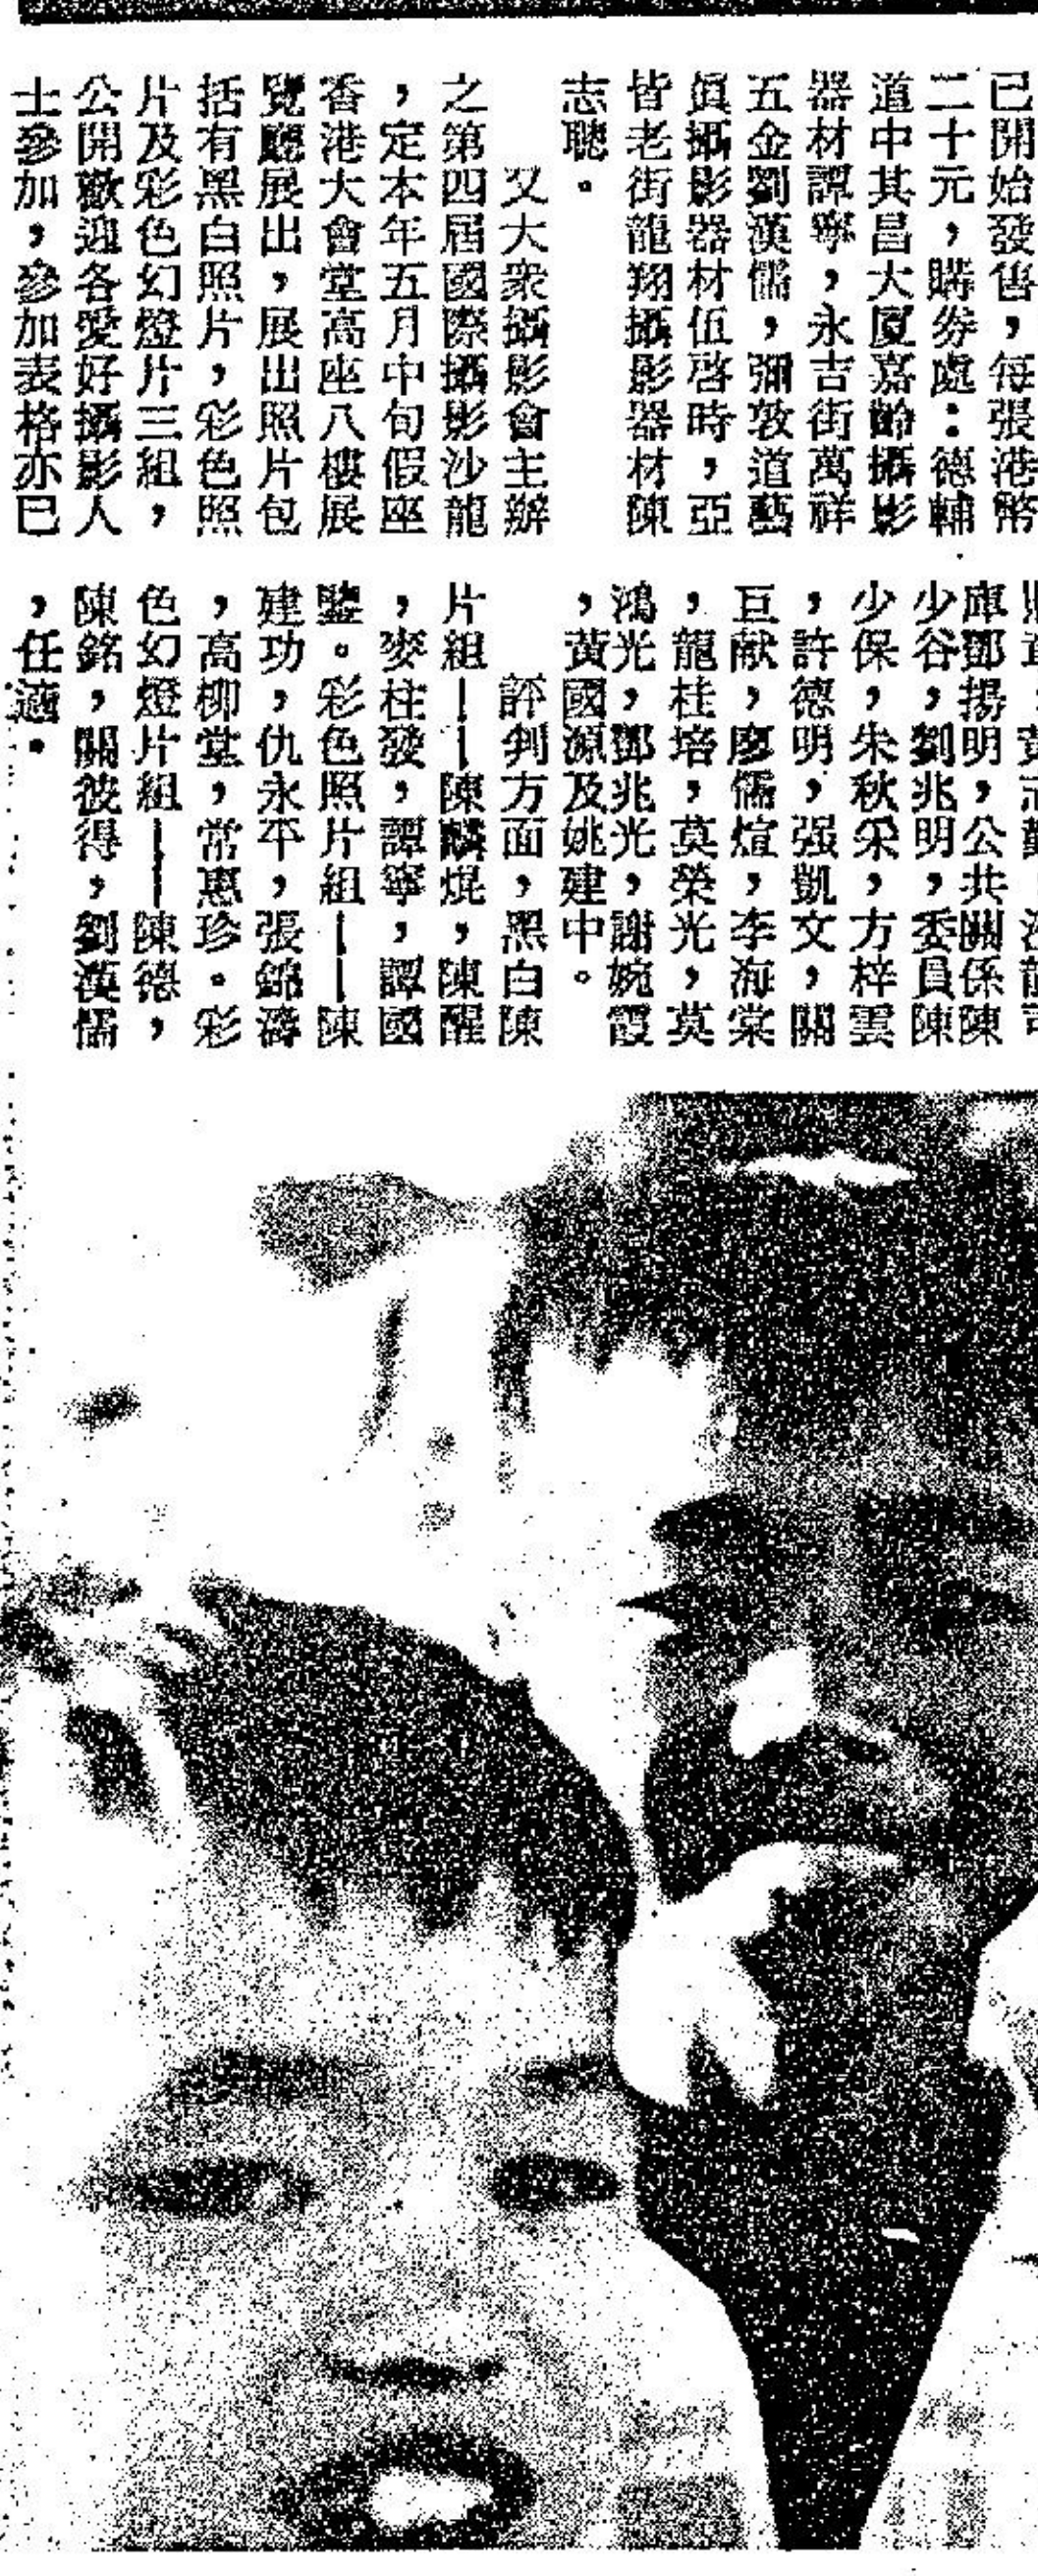 已開始發售，每張港幣
二十元，購券處：德輔
道中其昌大廈嘉齡攝影
器材譚寧，永吉街萬祥
五金劉漢儒，彌敦道藝
眞攝影器材伍啓時，亞
皆老街龍翔攝影器材陳
志聰。
又大衆攝影會主辦
之第四屆國際攝影沙龍
，定本年五月中旬假座
香港大會堂高座八樓展
覽廳展出，展出照片包
括有黑白照片，彩色照
片及彩色幻燈片三組，
公開歡迎各愛好攝影人
士參加，參加表格亦已
庫鄧揚明，公共關係陳
少谷，劉兆明，委員陳
少保，朱秋采，方梓雲
，許德明，强凱文，關
巨猷，廖儒煊，李海棠
，龍桂培，莫榮光，莫
鴻光，鄧兆光，謝婉霞
，黃國源及姚建中。
評判方面，黑白陳
片組——陳麟焜，陳醒
，麥柱發，譚寧，譚國
鑒。彩色照片組——陳
建功，仇永平，張錦濤
，高柳堂，常惠珍。彩
色幻燈片組——陳德，
陳銘，關彼得，劉漢儒
，任適。